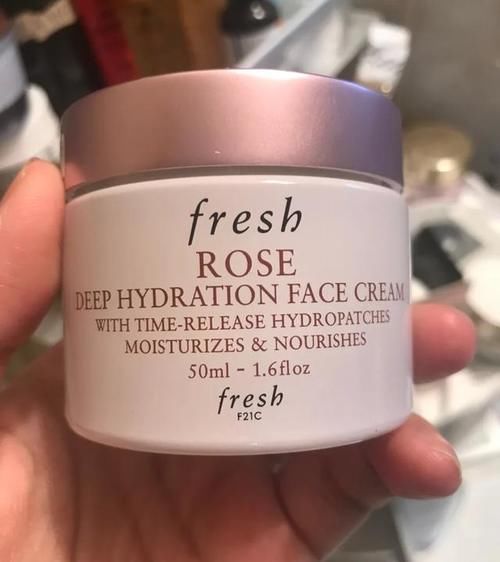 fresh
ROSE
DEEP HYDRATION FACE CREAM
WITH TIME-RELEASE HYDROPATCHES
MOISTURIZES & NOURISHES
50ml - 1.6floz
fresh
F21C